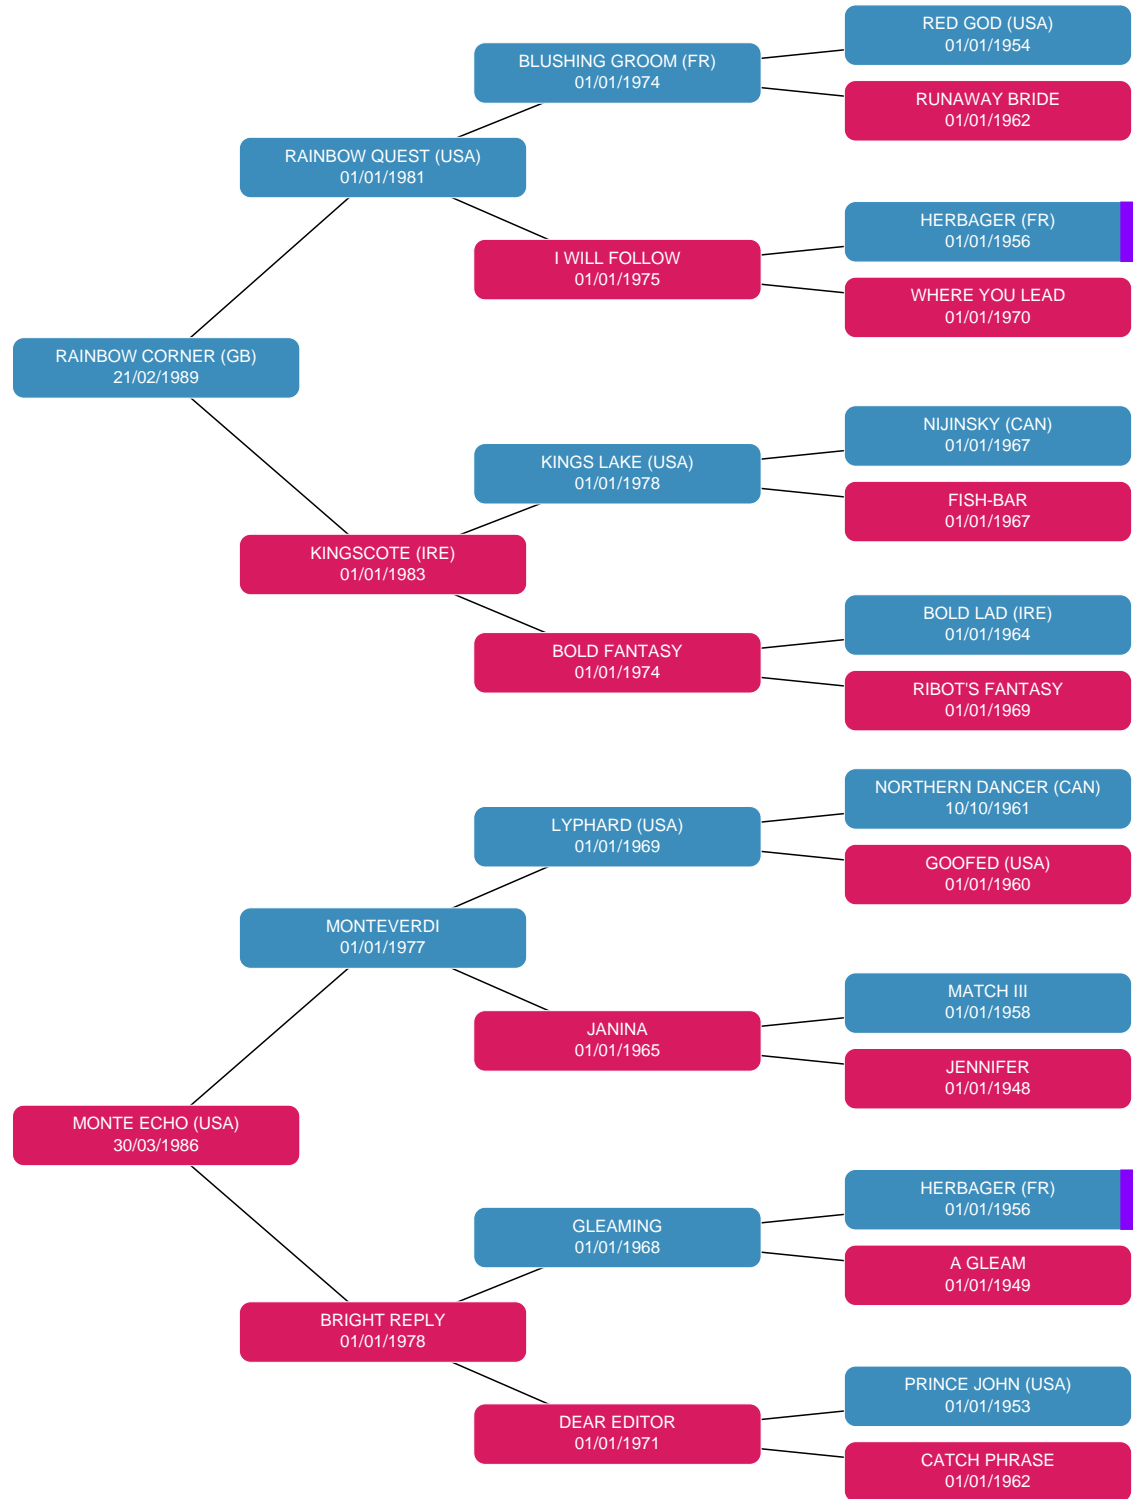 RED GOD (USA)
01/01/1954
BLUSHING GROOM (FR)
01/01/1974
RUNAWAY BRIDE
01/01/1962
RAINBOW QUEST (USA)
01/01/1981
HERBAGER (FR)
01/01/1956
I WILL FOLLOW
01/01/1975
WHERE YOU LEAD
01/01/1970
RAINBOW CORNER (GB)
21/02/1989
NIJINSKY (CAN)
01/01/1967
KINGS LAKE (USA)
01/01/1978
FISH-BAR
01/01/1967
KINGSCOTE (IRE)
01/01/1983
BOLD LAD (IRE)
01/01/1964
BOLD FANTASY
01/01/1974
RIBOT'S FANTASY
01/01/1969
NORTHERN DANCER (CAN)
10/10/1961
LYPHARD (USA)
01/01/1969
GOOFED (USA)
01/01/1960
MONTEVERDI
01/01/1977
MATCH III
01/01/1958
JANINA
01/01/1965
JENNIFER
01/01/1948
MONTE ECHO (USA)
30/03/1986
HERBAGER (FR)
01/01/1956
GLEAMING
01/01/1968
A GLEAM
01/01/1949
BRIGHT REPLY
01/01/1978
PRINCE JOHN (USA)
01/01/1953
DEAR EDITOR
01/01/1971
CATCH PHRASE
01/01/1962